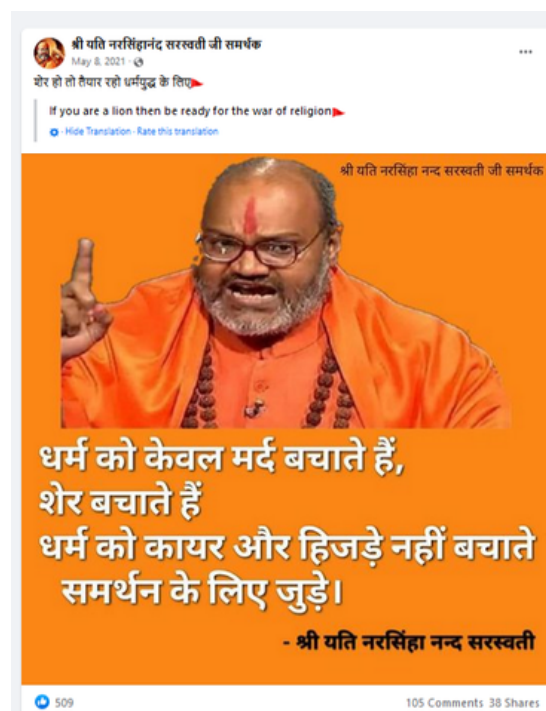 श्री यति नरसिंहानंद सरस्वती जी समर्थक
May 8, 2021 ·
शेर हो तो तैयार रहो धर्मयुद्ध के लिए
If you are a lion then be ready for the war of religion
· Hide Translation · Rate this translation
श्री यति नरसिंहा नन्द सरस्वती जी समर्थक
धर्म को केवल मर्द बचाते हैं,
शेर बचाते हैं
धर्म को कायर और हिजड़े नहीं बचाते
समर्थन के लिए जुड़े।
- श्री यति नरसिंहा नन्द सरस्वती
509
105 Comments 38 Shares